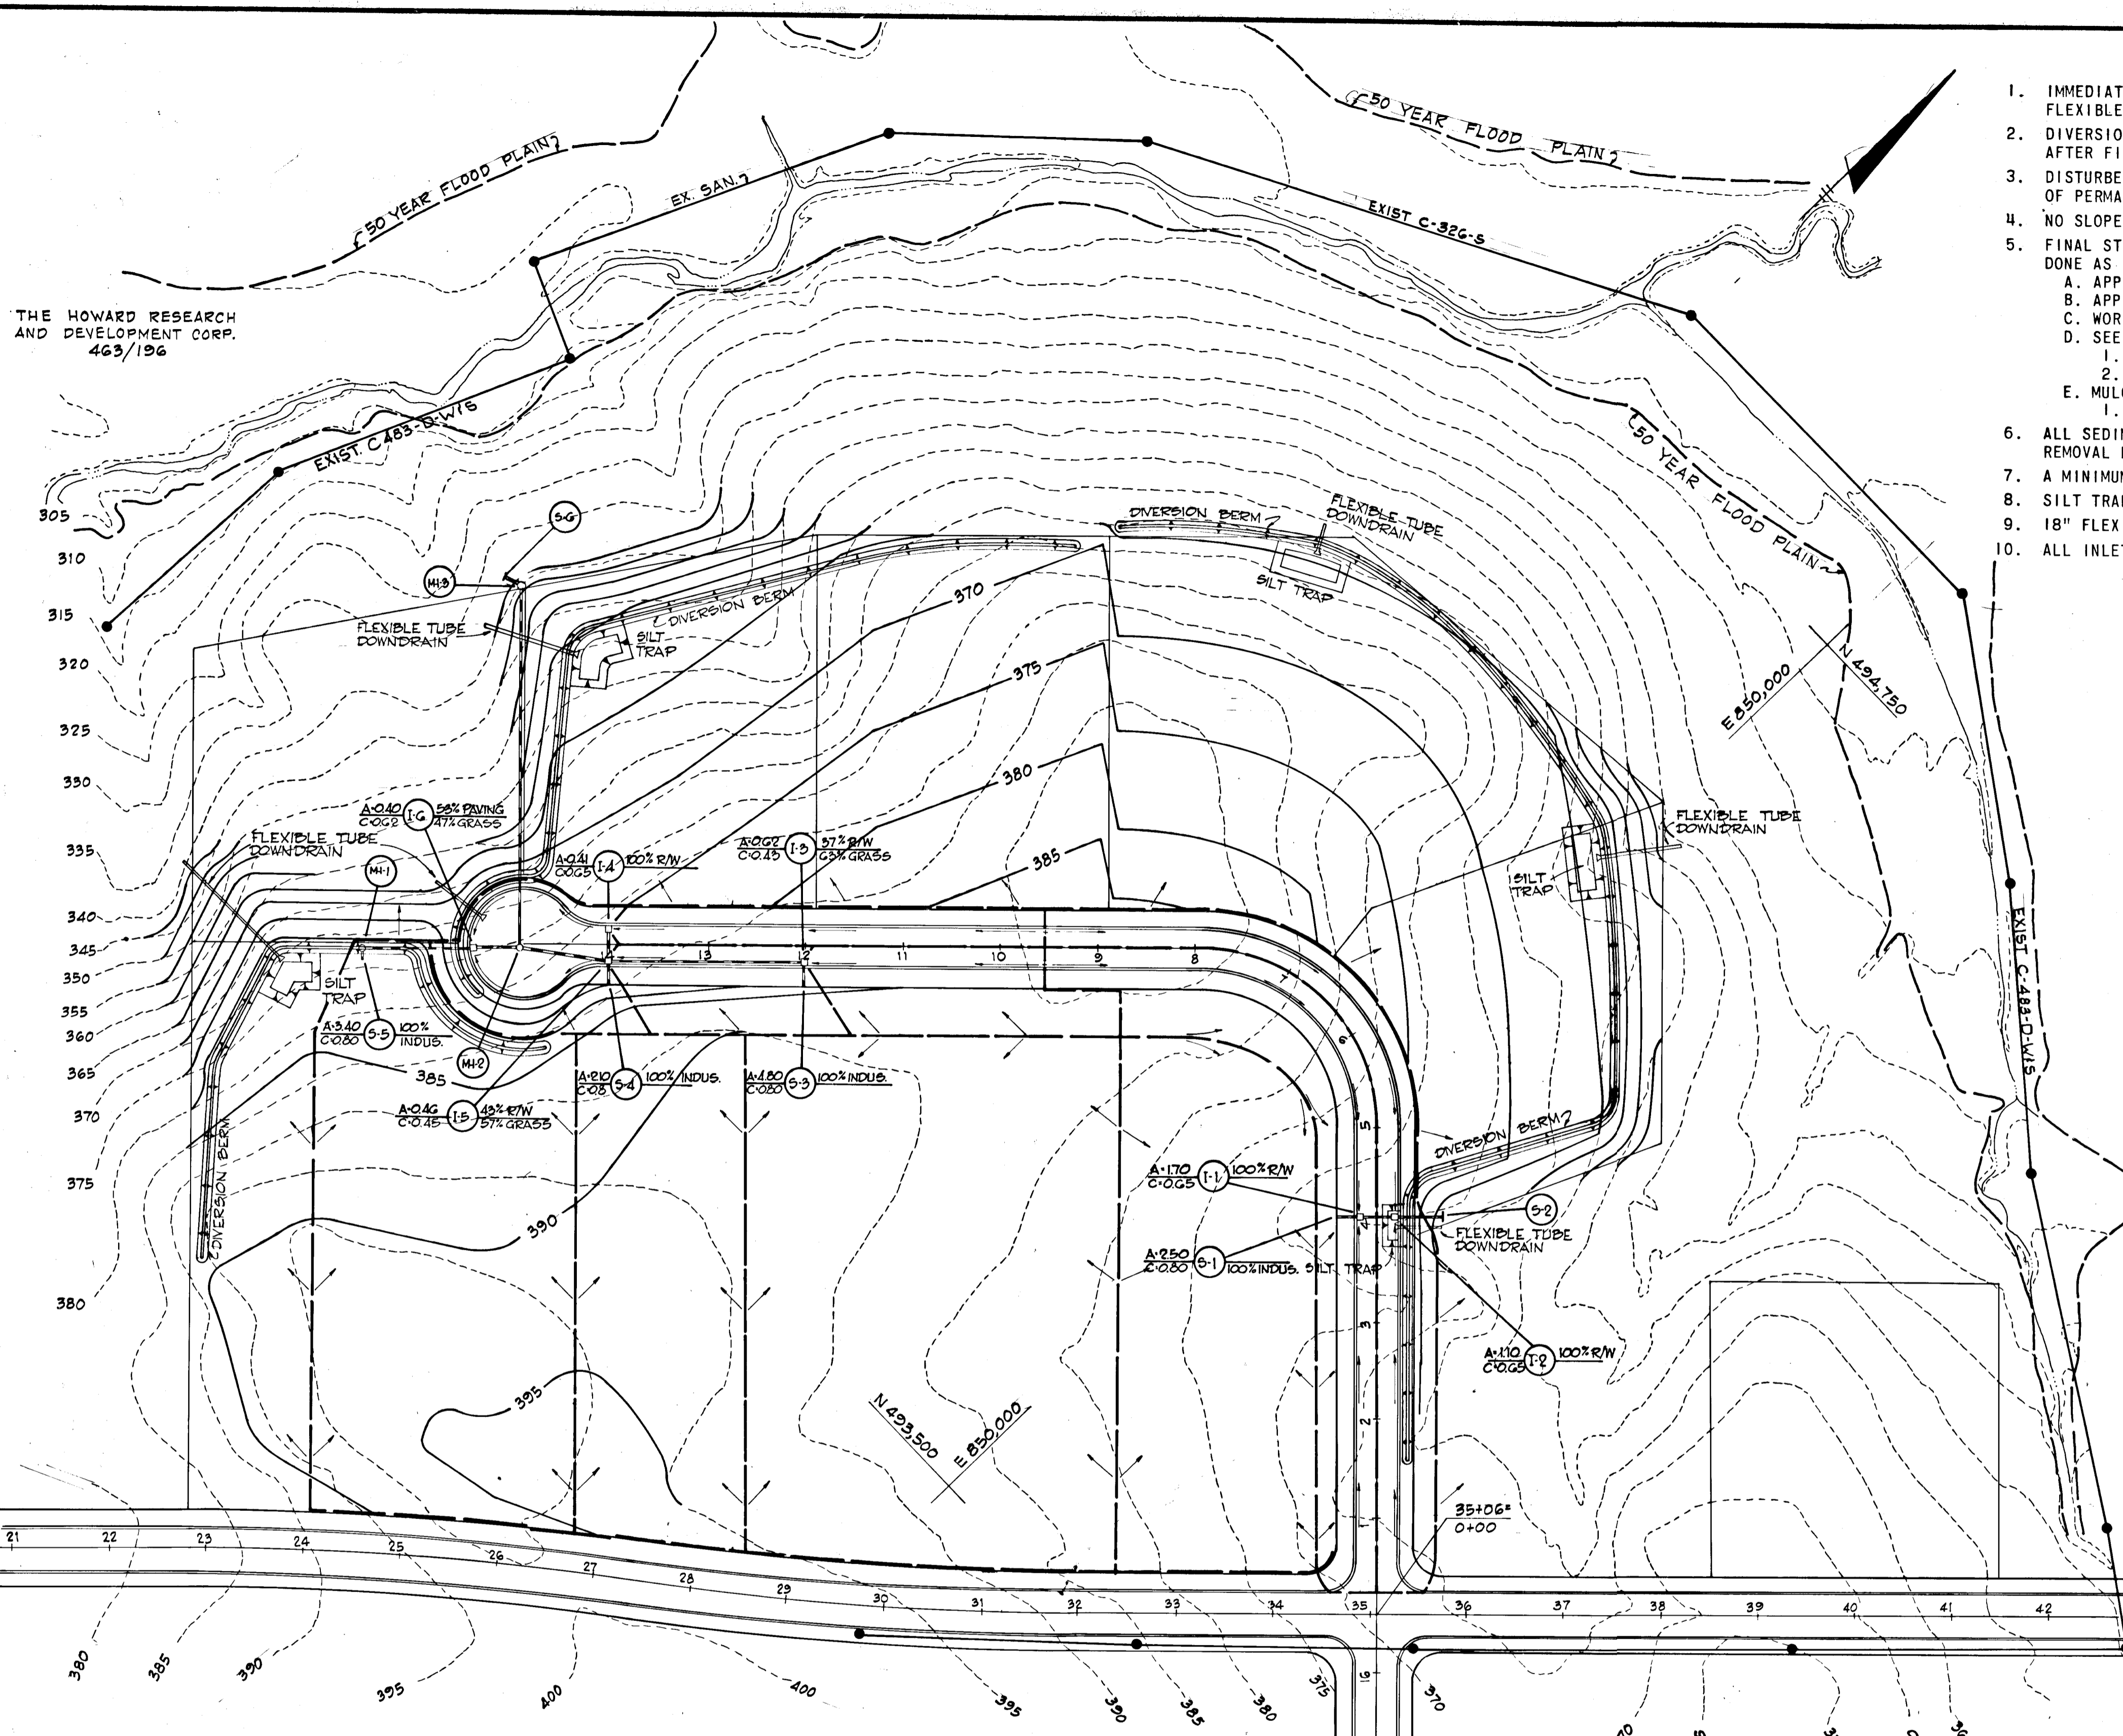 50 YEAR FLOOD PLAIN
50 YEAR FLOOD PLAIN
EX. SAN.
EXIST C-326-S
THE HOWARD RESEARCH
AND DEVELOPMENT CORP.
463/196
EXIST. C 483-D-W&S
50 YEAR FLOOD PLAIN
1. IMMEDIAT
FLEXIBLE
2. DIVERSIO
AFTER FI
3. DISTURBE
OF PERMA
4. NO SLOPE
5. FINAL ST
DONE AS
A. APP
B. APP
C. WOR
D. SEE
1.
2.
E. MUL
1.
6. ALL SEDI
REMOVAL
7. A MINIMU
8. SILT TRA
9. 18" FLEX
10. ALL INLE
305
310
315
320
325
330
335
340
345
350
355
360
365
370
375
380
S-6
M.H.3
FLEXIBLE TUBE
DOWNDRAIN
DIVERSION BERM
SILT
TRAP
DIVERSION BERM
FLEXIBLE TUBE
DOWNDRAIN
SILT TRAP
370
375
380
385
E 850,000
N 494,750
A=0.40
C=0.62
I-6
53% PAVING
47% GRASS
FLEXIBLE TUBE
DOWNDRAIN
M.H.1
A=0.41
C=0.65
I-4
100% R/W
A=0.62
C=0.43
I-3
37% R/W
63% GRASS
FLEXIBLE TUBE
DOWNDRAIN
SILT
TRAP
EXIST C-483-D-W&S
14 13 12 11 10 9 8 7 6 5 4 3 2 1
SILT
TRAP
A=3.40
C=0.80
S-5
100%
INDUS.
M.H.2
385
A=0.46
C=0.45
I-5
43% R/W
57% GRASS
A=2.10
C=0.8
S-4
100% INDUS.
A=4.80
C=0.80
S-3
100% INDUS.
DIVERSION BERM
A=1.70
C=0.65
I-1
100% R/W
DIVERSION BERM
S-2
FLEXIBLE TUBE
DOWNDRAIN
390
A=2.50
C=0.80
S-1
100% INDUS.
SILT TRAP
A=1.10
C=0.65
I-2
100% R/W
395
N 493,500
E 850,000
35+06=
0+00
21 22 23 24 25 26 27 28 29 30 31 32 33 34 35 36 37 38 39 40 41 42
16
380 385 390 395 400 400 395 390 385 380 375 370